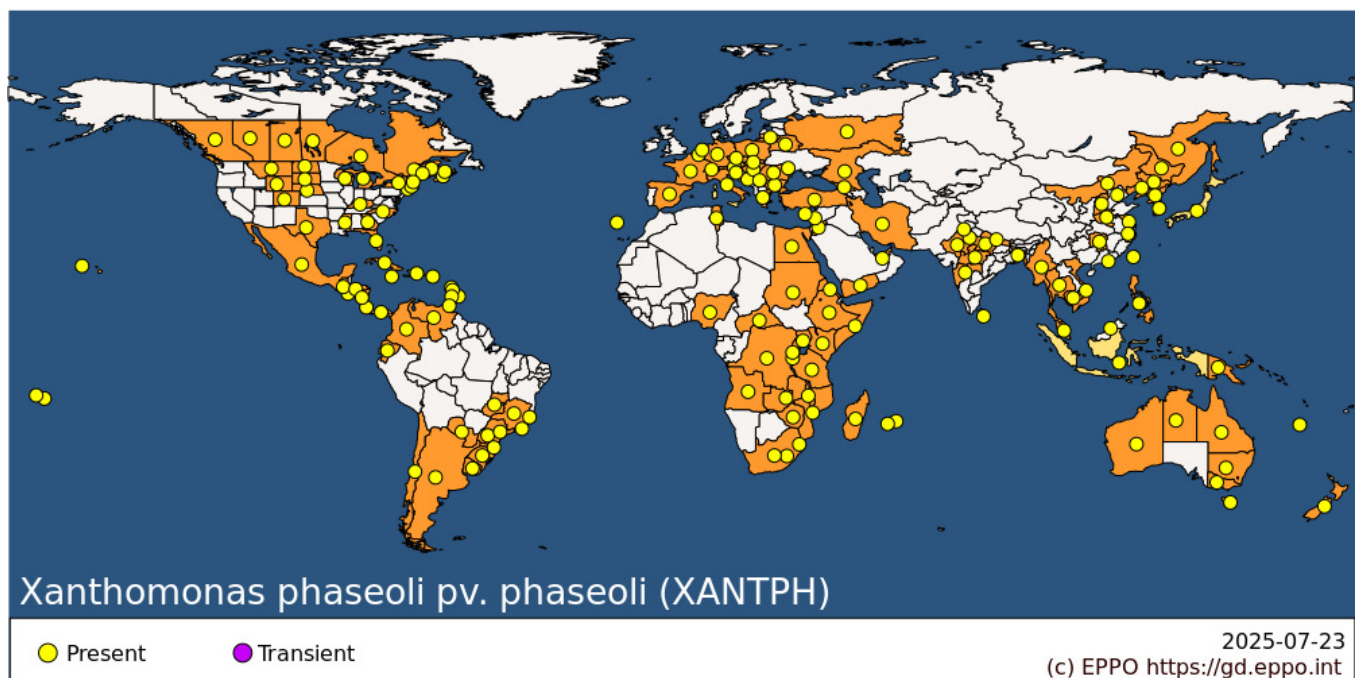 Xanthomonas phaseoli pv. phaseoli (XANTPH)
Present
Transient
2025-07-23
(c) EPPO https://gd.eppo.int